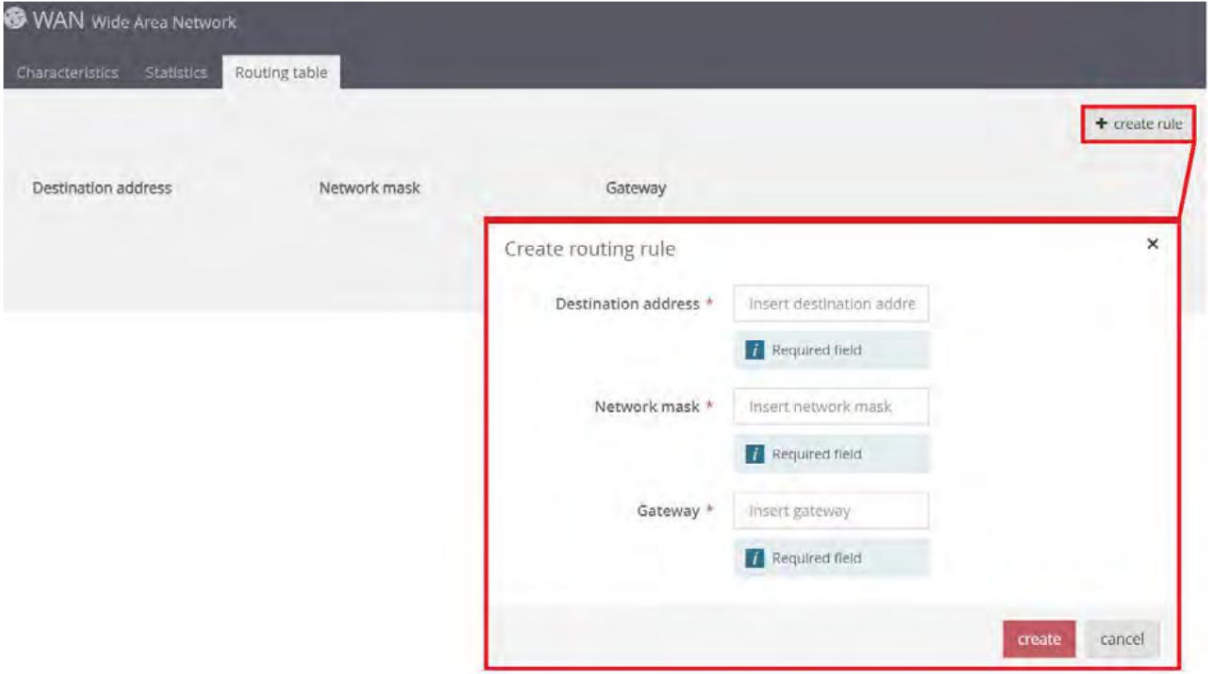 WAN Wide Area Network
Characteristics Statistics Routing table
+ create rule
Destination address Network mask Gateway
Create routing rule ×
Destination address * Insert destination addre
i Required field
Network mask * Insert network mask
i Required field
Gateway * Insert gateway
i Required field
create cancel